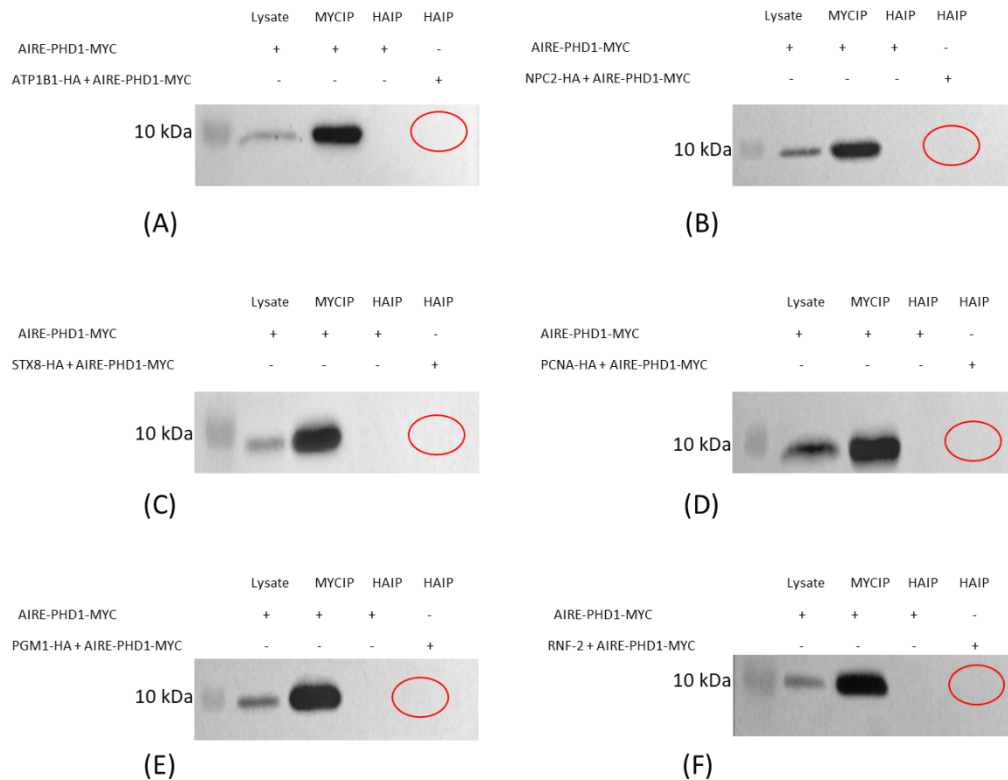 Lysate MYCIP HAIP HAIP
AIRE-PHD1-MYC + + + -
ATP1B1-HA + AIRE-PHD1-MYC - - - +
10 kDa
(A)
Lysate MYCIP HAIP HAIP
AIRE-PHD1-MYC + + + -
NPC2-HA + AIRE-PHD1-MYC - - - +
10 kDa
(B)
Lysate MYCIP HAIP HAIP
AIRE-PHD1-MYC + + + -
STX8-HA + AIRE-PHD1-MYC - - - +
10 kDa
(C)
Lysate MYCIP HAIP HAIP
AIRE-PHD1-MYC + + + -
PCNA-HA + AIRE-PHD1-MYC - - - +
10 kDa
(D)
Lysate MYCIP HAIP HAIP
AIRE-PHD1-MYC + + + -
PGM1-HA + AIRE-PHD1-MYC - - - +
10 kDa
(E)
Lysate MYCIP HAIP HAIP
AIRE-PHD1-MYC + + + -
RNF-2 + AIRE-PHD1-MYC - - - +
10 kDa
(F)